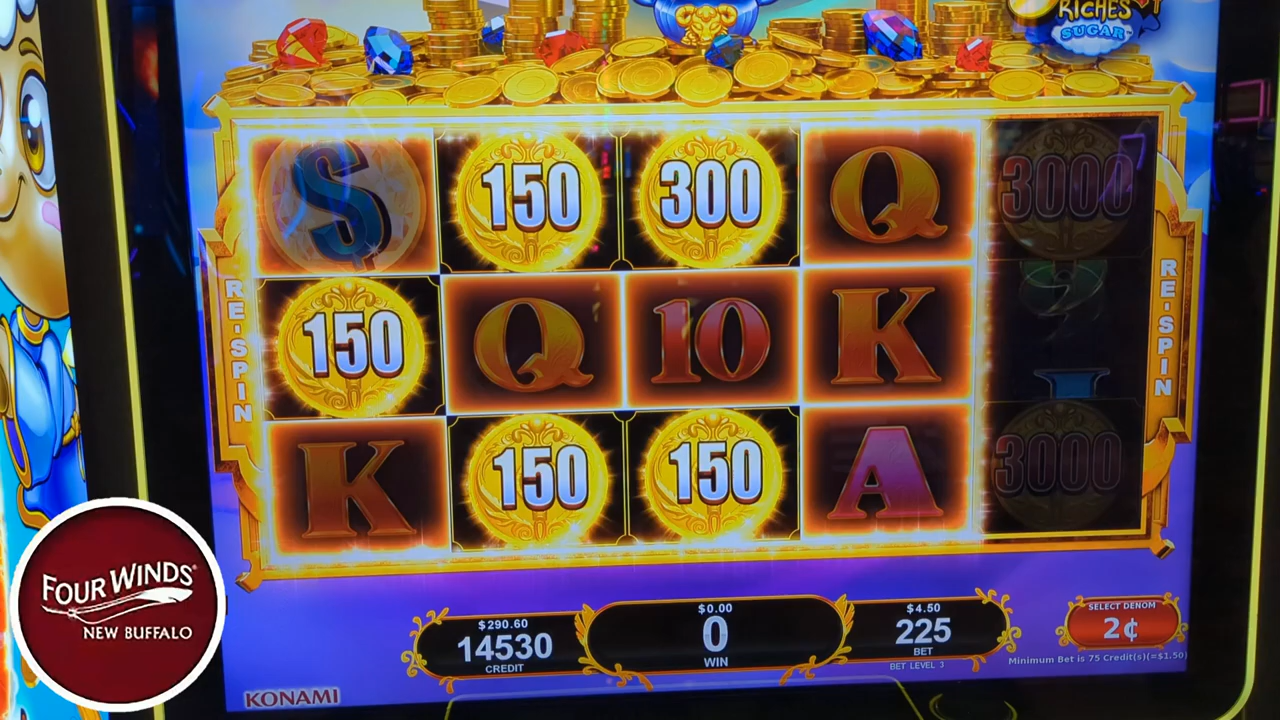 RICHES
SUGAR™
$ 150 300 Q 3000
150 Q 10 K 9
K 150 150 A 3000
RE-SPIN
RE-SPIN
$290.60
14530
CREDIT
$0.00
0
WIN
$4.50
225
BET
BET LEVEL 3
SELECT DENOM
2¢
Minimum Bet is 75 Credit(s)(=$1.50)
KONAMI
FOUR WINDS®
NEW BUFFALO